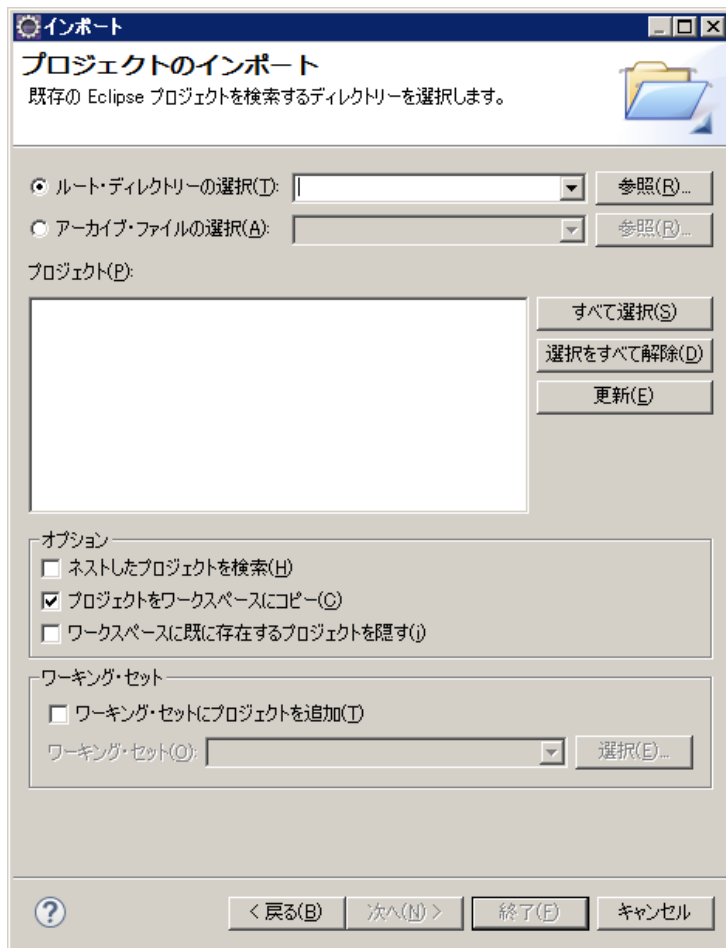 インポート
プロジェクトのインポート
既存の Eclipse プロジェクトを検索するディレクトリーを選択します。
ルート・ディレクトリーの選択(T): 参照(R)...
アーカイブ・ファイルの選択(A): 参照(R)...
プロジェクト(P):
すべて選択(S)
選択をすべて解除(D)
更新(E)
オプション
ネストしたプロジェクトを検索(H)
プロジェクトをワークスペースにコピー(C)
ワークスペースに既に存在するプロジェクトを隠す(i)
ワーキング・セット
ワーキング・セットにプロジェクトを追加(T)
ワーキング・セット(O): 選択(E)...
< 戻る(B) 次へ(N) > 終了(F) キャンセル